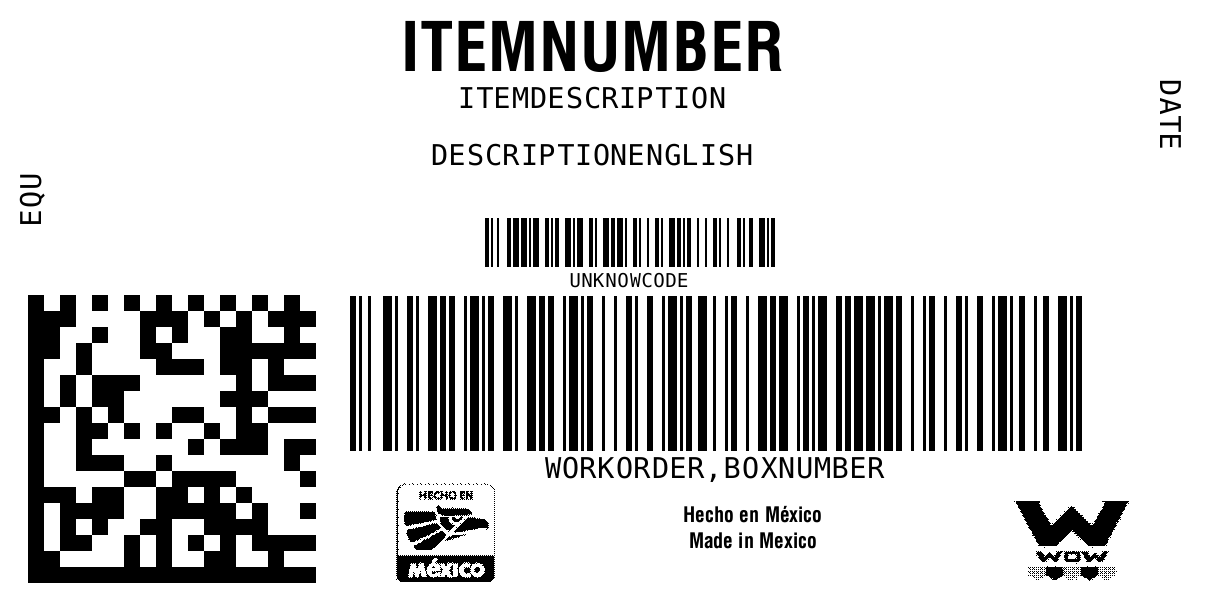 ITEMNUMBER
ITEMDESCRIPTION
DESCRIPTIONENGLISH
DATE
EQU
UNKNOWCODE
WORKORDER,BOXNUMBER
HECHO EN
MéXICO
Hecho en México
Made in Mexico
W
WOW